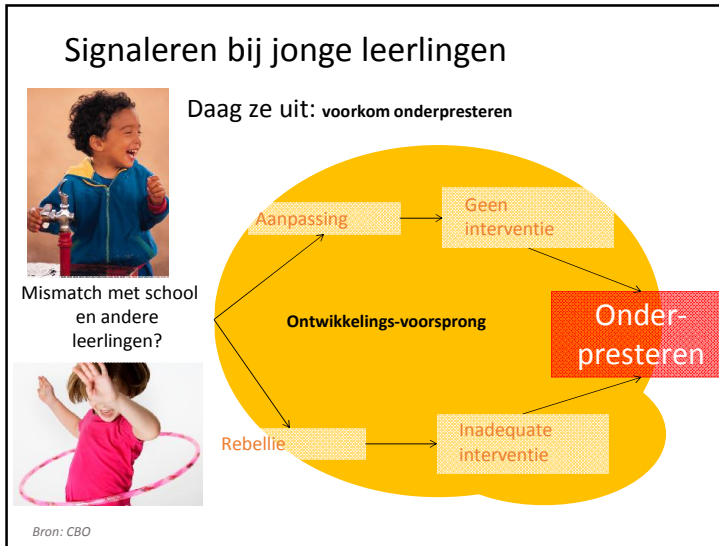 Signaleren bij jonge leerlingen
Daag ze uit: voorkom onderpresteren
Aanpassing
Geen
interventie
Mismatch met school
en andere
leerlingen?
Ontwikkelings-voorsprong
Onder-
presteren
Rebellie
Inadequate
interventie
Bron: CBO